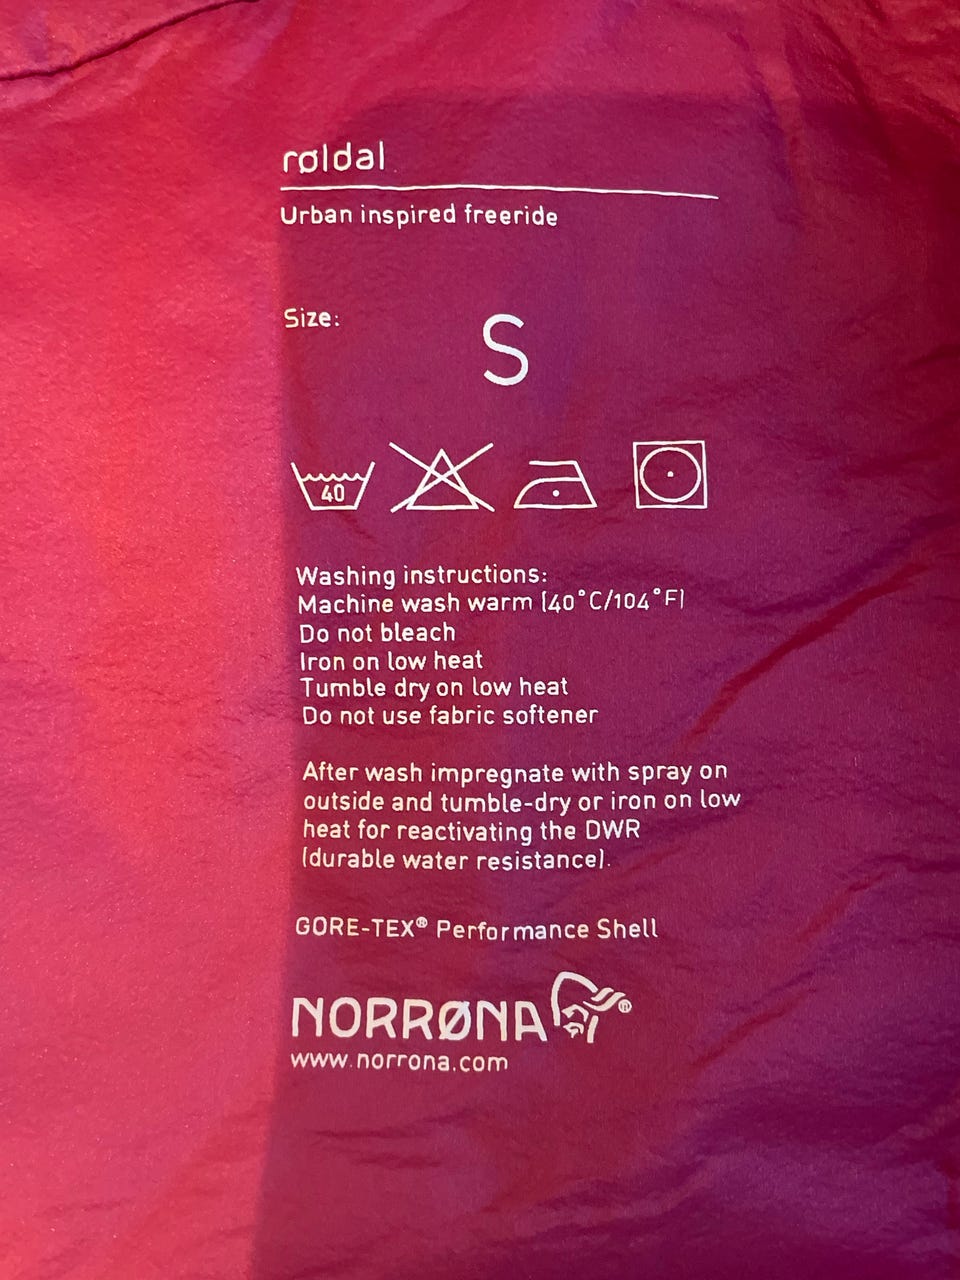 røldal
Urban inspired freeride
Size:
S
40
Washing instructions:
Machine wash warm (40°C/104°F)
Do not bleach
Iron on low heat
Tumble dry on low heat
Do not use fabric softener
After wash impregnate with spray on
outside and tumble-dry or iron on low
heat for reactivating the DWR
(durable water resistance).
GORE-TEX® Performance Shell
NORRØNA®
www.norrona.com